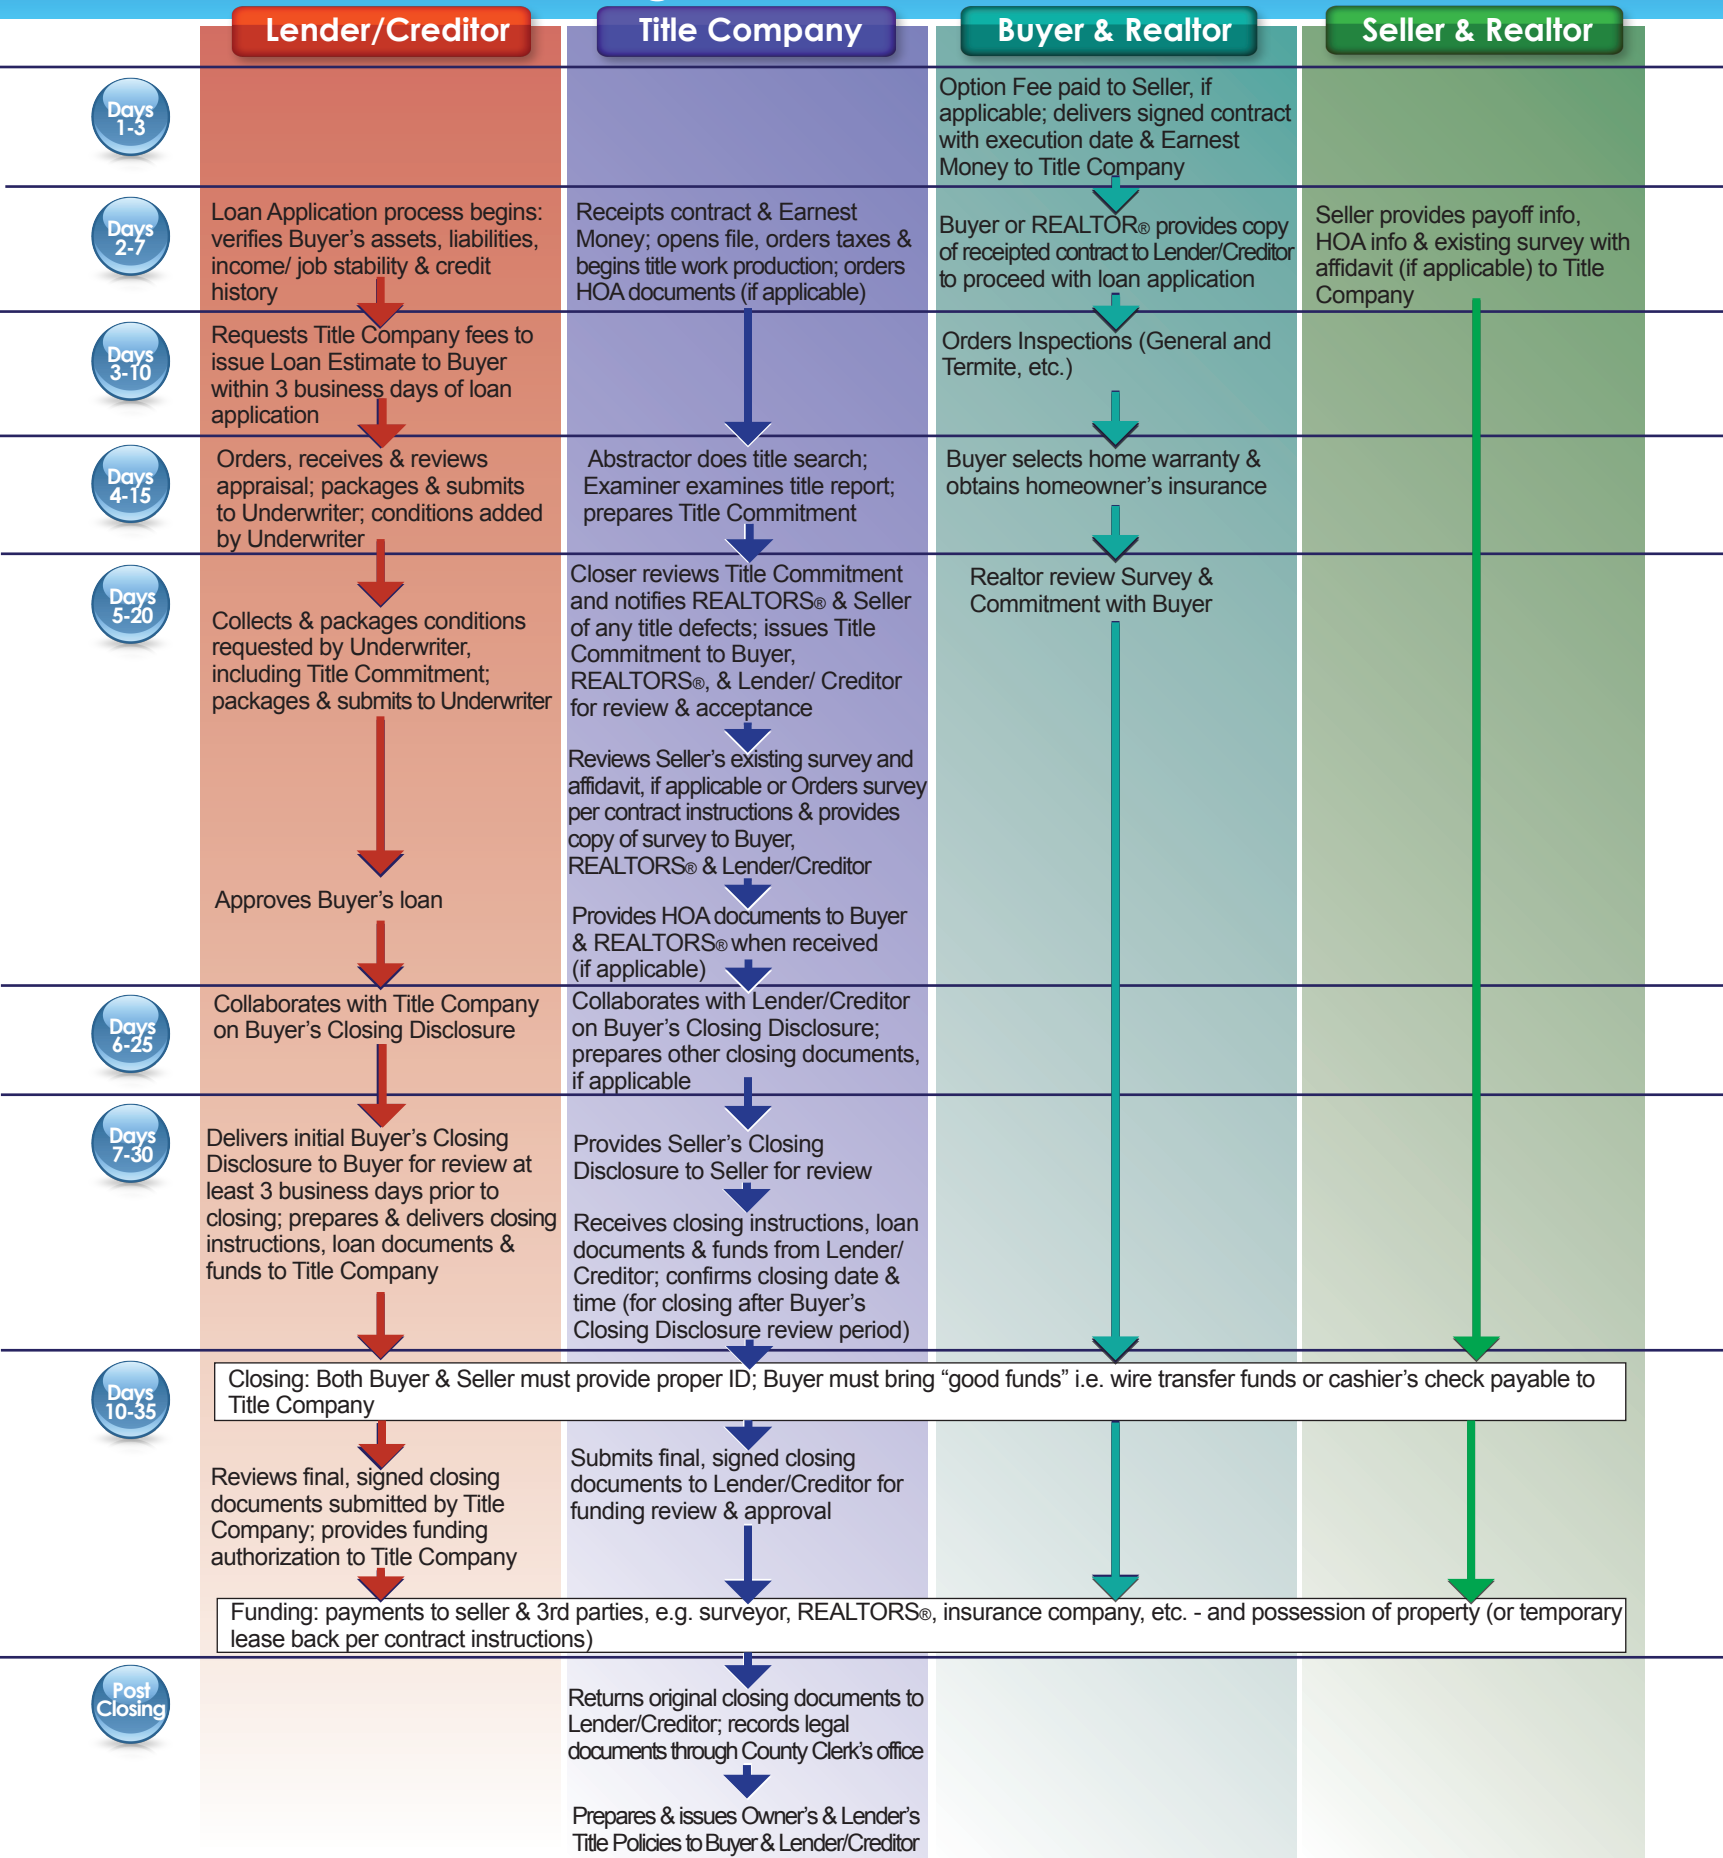 Lender/Creditor
Title Company
Buyer & Realtor
Seller & Realtor
Days
1-3
Option Fee paid to Seller, if
applicable; delivers signed contract
with execution date & Earnest
Money to Title Company
Days
2-7
Loan Application process begins:
verifies Buyer’s assets, liabilities,
income/ job stability & credit
history
Receipts contract & Earnest
Money; opens file, orders taxes &
begins title work production; orders
HOA documents (if applicable)
Buyer or REALTOR® provides copy
of receipted contract to Lender/Creditor
to proceed with loan application
Seller provides payoff info,
HOA info & existing survey with
affidavit (if applicable) to Title
Company
Days
3-10
Requests Title Company fees to
issue Loan Estimate to Buyer
within 3 business days of loan
application
Orders Inspections (General and
Termite, etc.)
Days
4-15
Orders, receives & reviews
appraisal; packages & submits
to Underwriter; conditions added
by Underwriter
Abstractor does title search;
Examiner examines title report;
prepares Title Commitment
Buyer selects home warranty &
obtains homeowner’s insurance
Days
5-20
Collects & packages conditions
requested by Underwriter,
including Title Commitment;
packages & submits to Underwriter
Approves Buyer’s loan
Closer reviews Title Commitment
and notifies REALTORS® & Seller
of any title defects; issues Title
Commitment to Buyer,
REALTORS®, & Lender/ Creditor
for review & acceptance
Reviews Seller’s existing survey and
affidavit, if applicable or Orders survey
per contract instructions & provides
copy of survey to Buyer,
REALTORS® & Lender/Creditor
Provides HOA documents to Buyer
& REALTORS® when received
(if applicable)
Realtor review Survey &
Commitment with Buyer
Days
6-25
Collaborates with Title Company
on Buyer’s Closing Disclosure
Collaborates with Lender/Creditor
on Buyer’s Closing Disclosure;
prepares other closing documents,
if applicable
Days
7-30
Delivers initial Buyer’s Closing
Disclosure to Buyer for review at
least 3 business days prior to
closing; prepares & delivers closing
instructions, loan documents &
funds to Title Company
Provides Seller’s Closing
Disclosure to Seller for review
Receives closing instructions, loan
documents & funds from Lender/
Creditor; confirms closing date &
time (for closing after Buyer’s
Closing Disclosure review period)
Days
10-35
Closing: Both Buyer & Seller must provide proper ID; Buyer must bring “good funds” i.e. wire transfer funds or cashier’s check payable to
Title Company
Reviews final, signed closing
documents submitted by Title
Company; provides funding
authorization to Title Company
Submits final, signed closing
documents to Lender/Creditor for
funding review & approval
Funding: payments to seller & 3rd parties, e.g. surveyor, REALTORS®, insurance company, etc. - and possession of property (or temporary
lease back per contract instructions)
Post
Closing
Returns original closing documents to
Lender/Creditor; records legal
documents through County Clerk’s office
Prepares & issues Owner’s & Lender’s
Title Policies to Buyer & Lender/Creditor